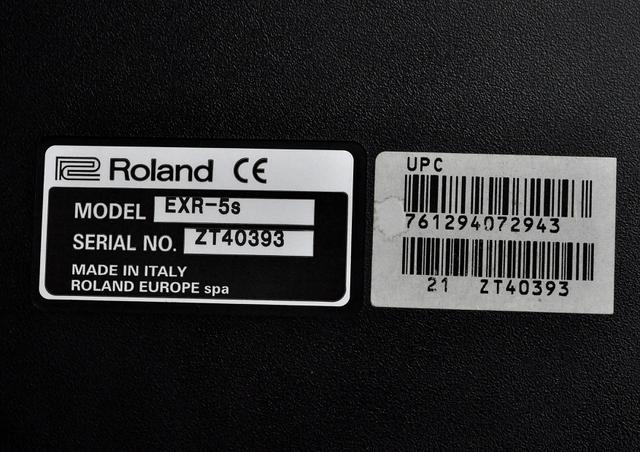 Roland CE
MODEL EXR-5s
SERIAL NO. ZT40393
MADE IN ITALY
ROLAND EUROPE spa
UPC
761294072943
21 ZT40393